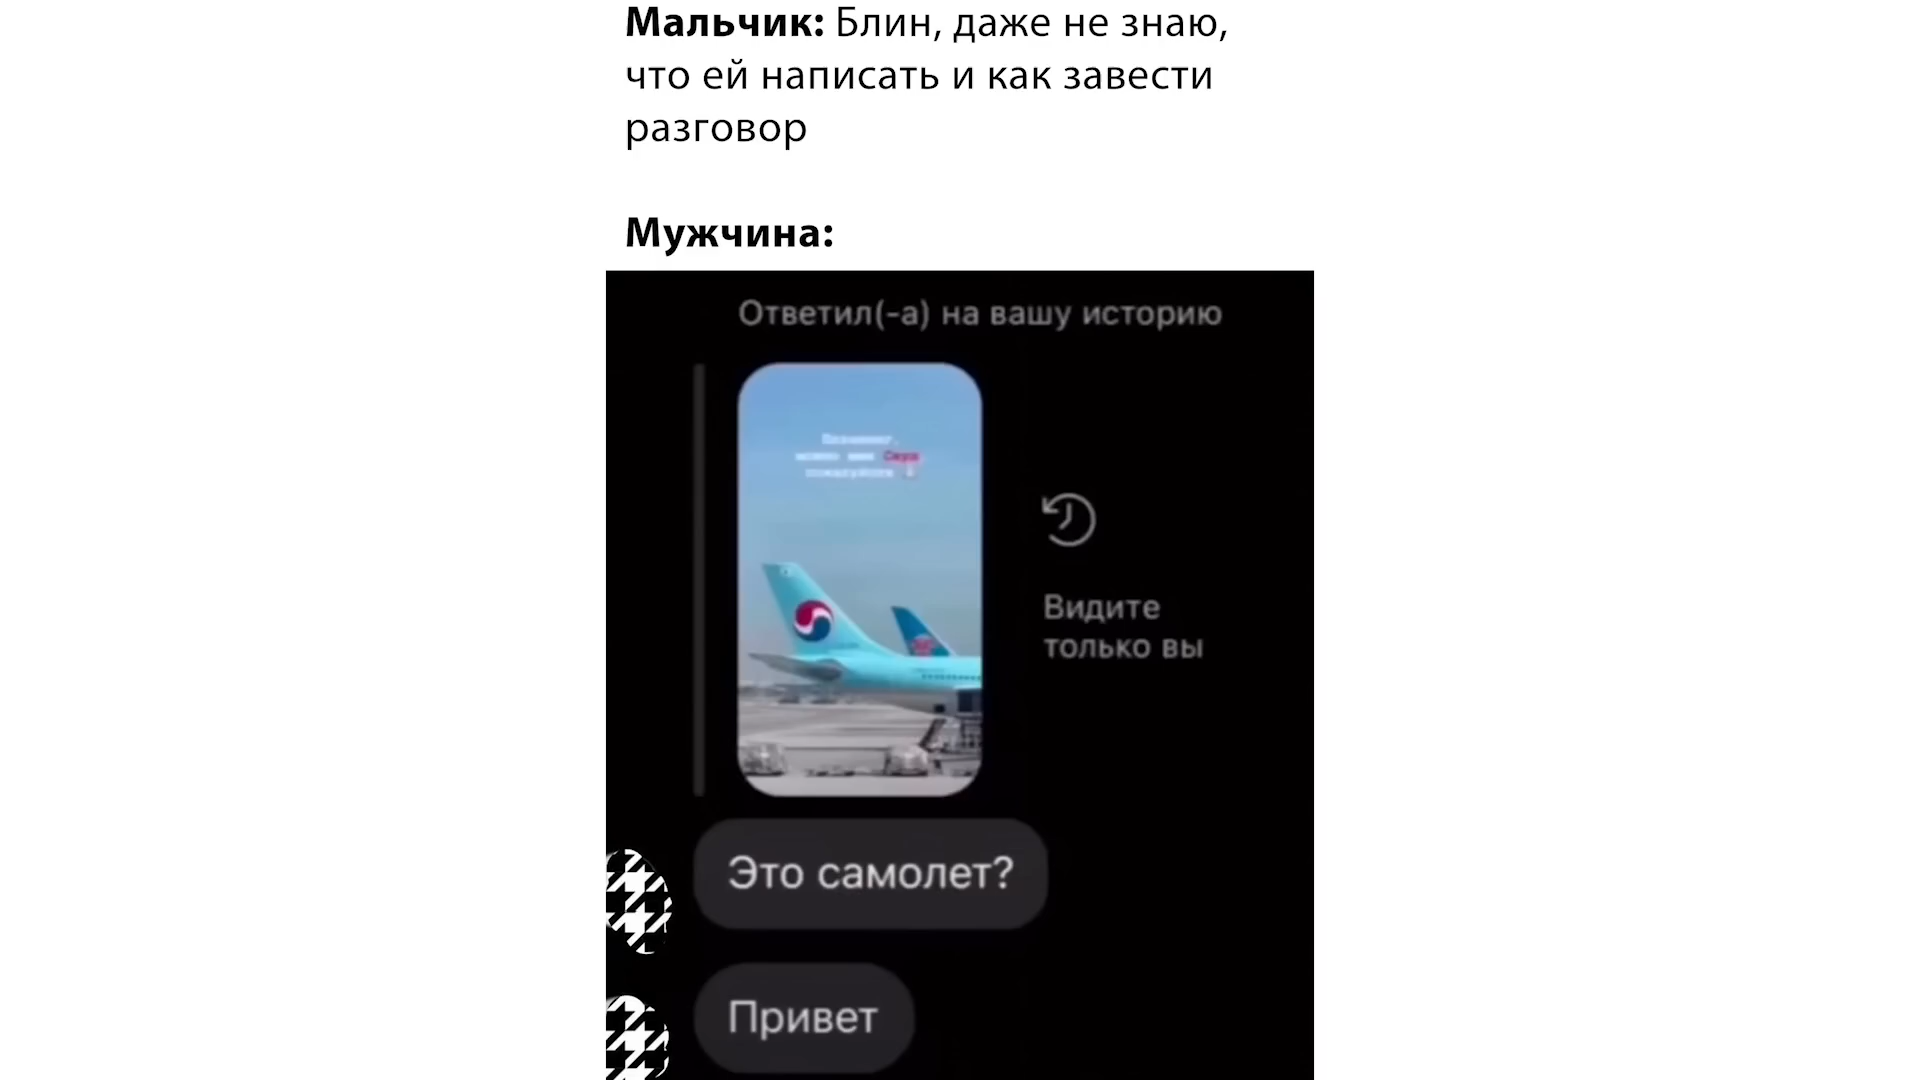 Мальчик: Блин, даже не знаю,
что ей написать и как завести
разговор
Мужчина:
Ответил(-а) на вашу историю
пожалуйста
Видите
только вы
Это самолет?
Привет